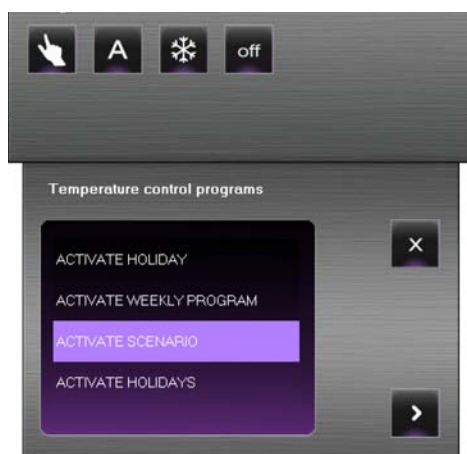 A
off
Temperature control programs
X
ACTIVATE HOLIDAY
ACTIVATE WEEKLY PROGRAM
ACTIVATE SCENARIO
ACTIVATE HOLIDAYS